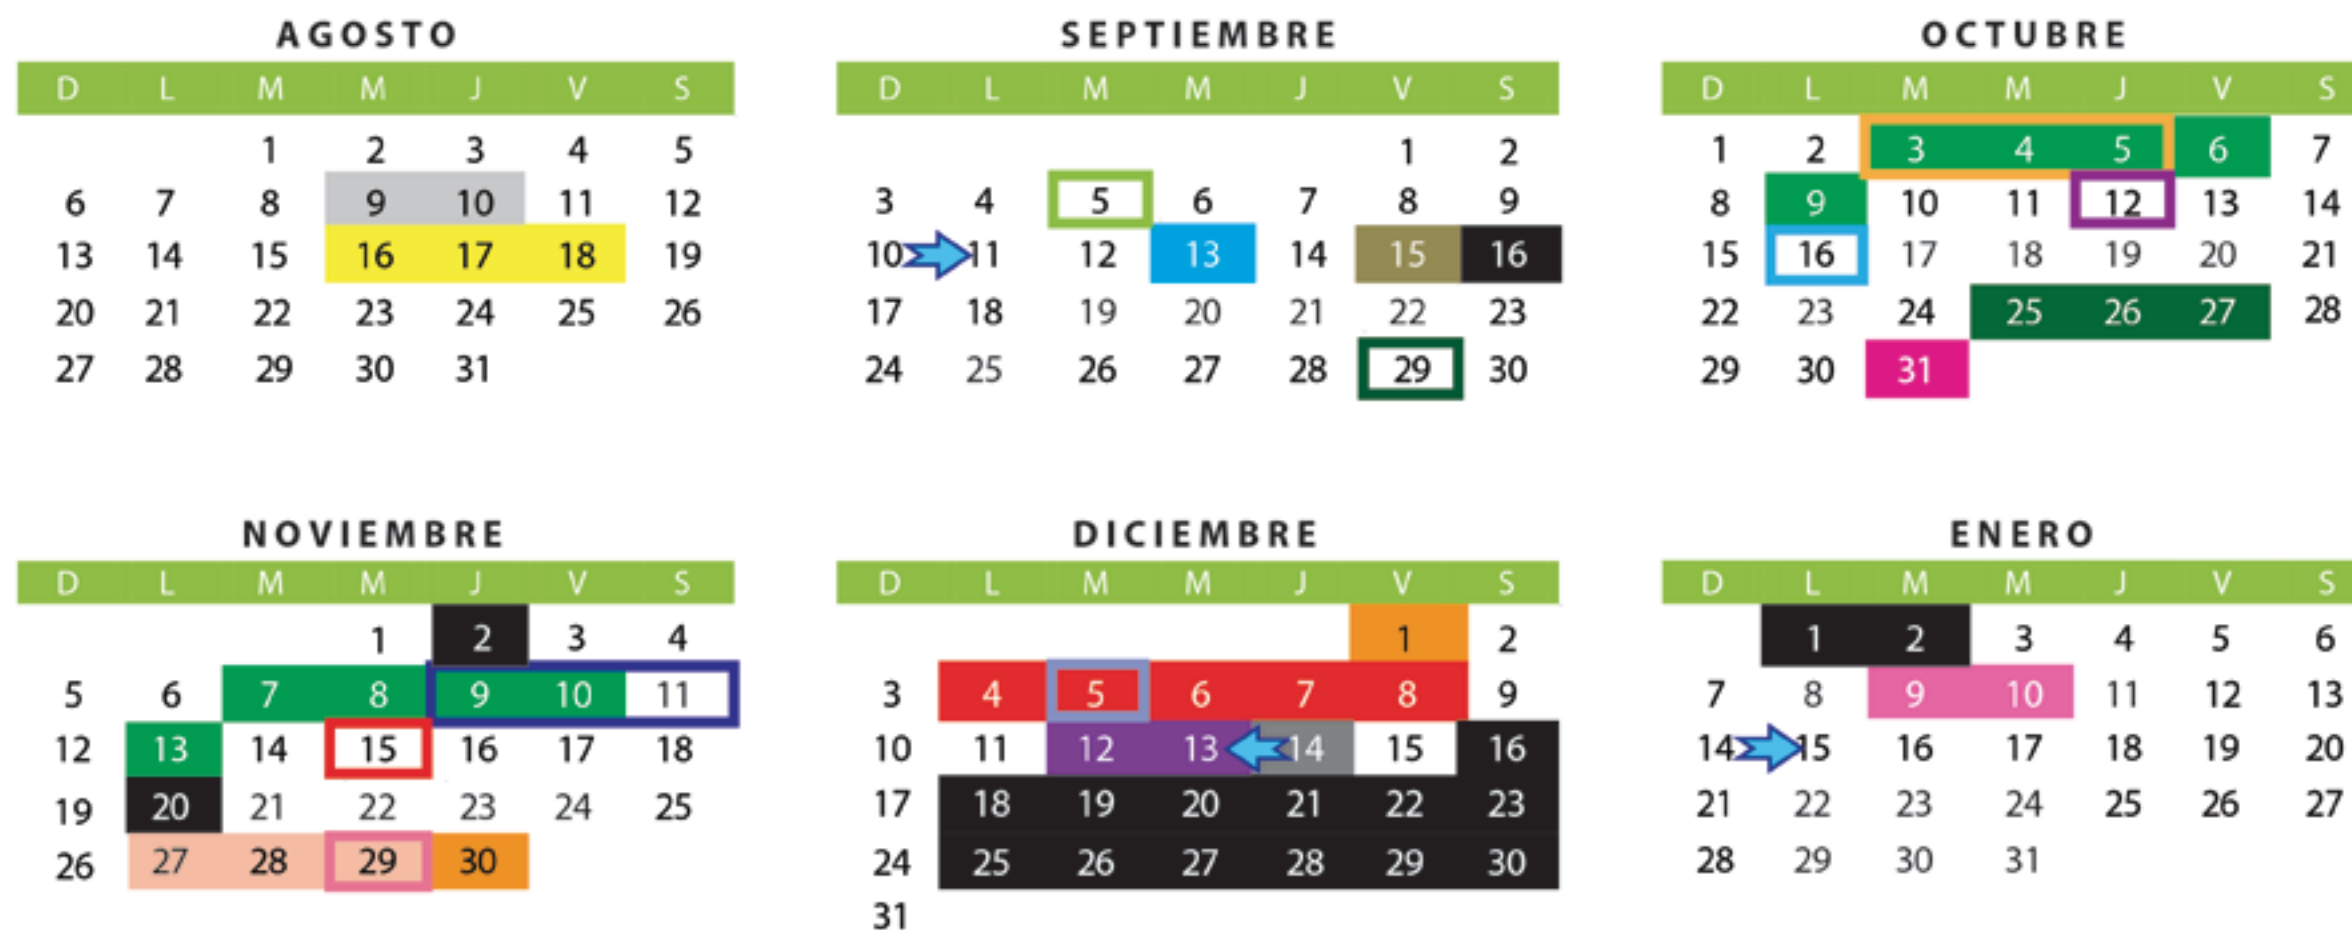 AGOSTO
D L M M J V S
1 2 3 4 5
6 7 8 9 10 11 12
13 14 15 16 17 18 19
20 21 22 23 24 25 26
27 28 29 30 31
SEPTIEMBRE
D L M M J V S
1 2
3 4 5 6 7 8 9
10 11 12 13 14 15 16
17 18 19 20 21 22 23
24 25 26 27 28 29 30
OCTUBRE
D L M M J V S
1 2 3 4 5 6 7
8 9 10 11 12 13 14
15 16 17 18 19 20 21
22 23 24 25 26 27 28
29 30 31
NOVIEMBRE
D L M M J V S
1 2 3 4
5 6 7 8 9 10 11
12 13 14 15 16 17 18
19 20 21 22 23 24 25
26 27 28 29 30
DICIEMBRE
D L M M J V S
1 2
3 4 5 6 7 8 9
10 11 12 13 14 15 16
17 18 19 20 21 22 23
24 25 26 27 28 29 30
31
ENERO
D L M M J V S
1 2 3 4 5 6
7 8 9 10 11 12 13
14 15 16 17 18 19 20
21 22 23 24 25 26 27
28 29 30 31